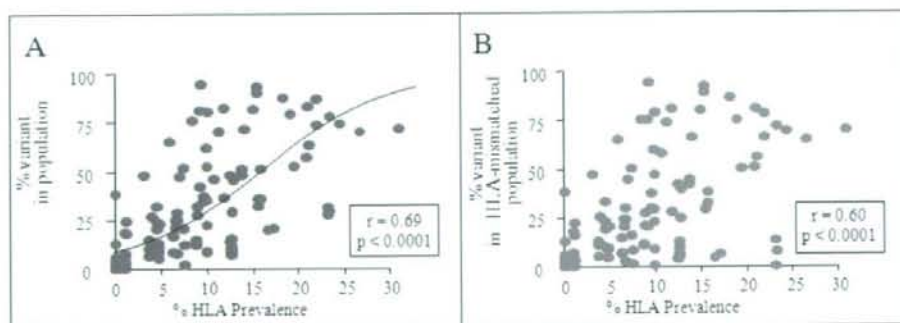 A
% variant
in population
100
75
50
25
0
0 5 10 15 20 25 30
% HLA Prevalence
r = 0.69
p < 0.0001
B
% variant
in HLA-mismatched
population
100
75
50
25
0
0 5 10 15 20 25 30
% HLA Prevalence
r = 0.60
p < 0.0001